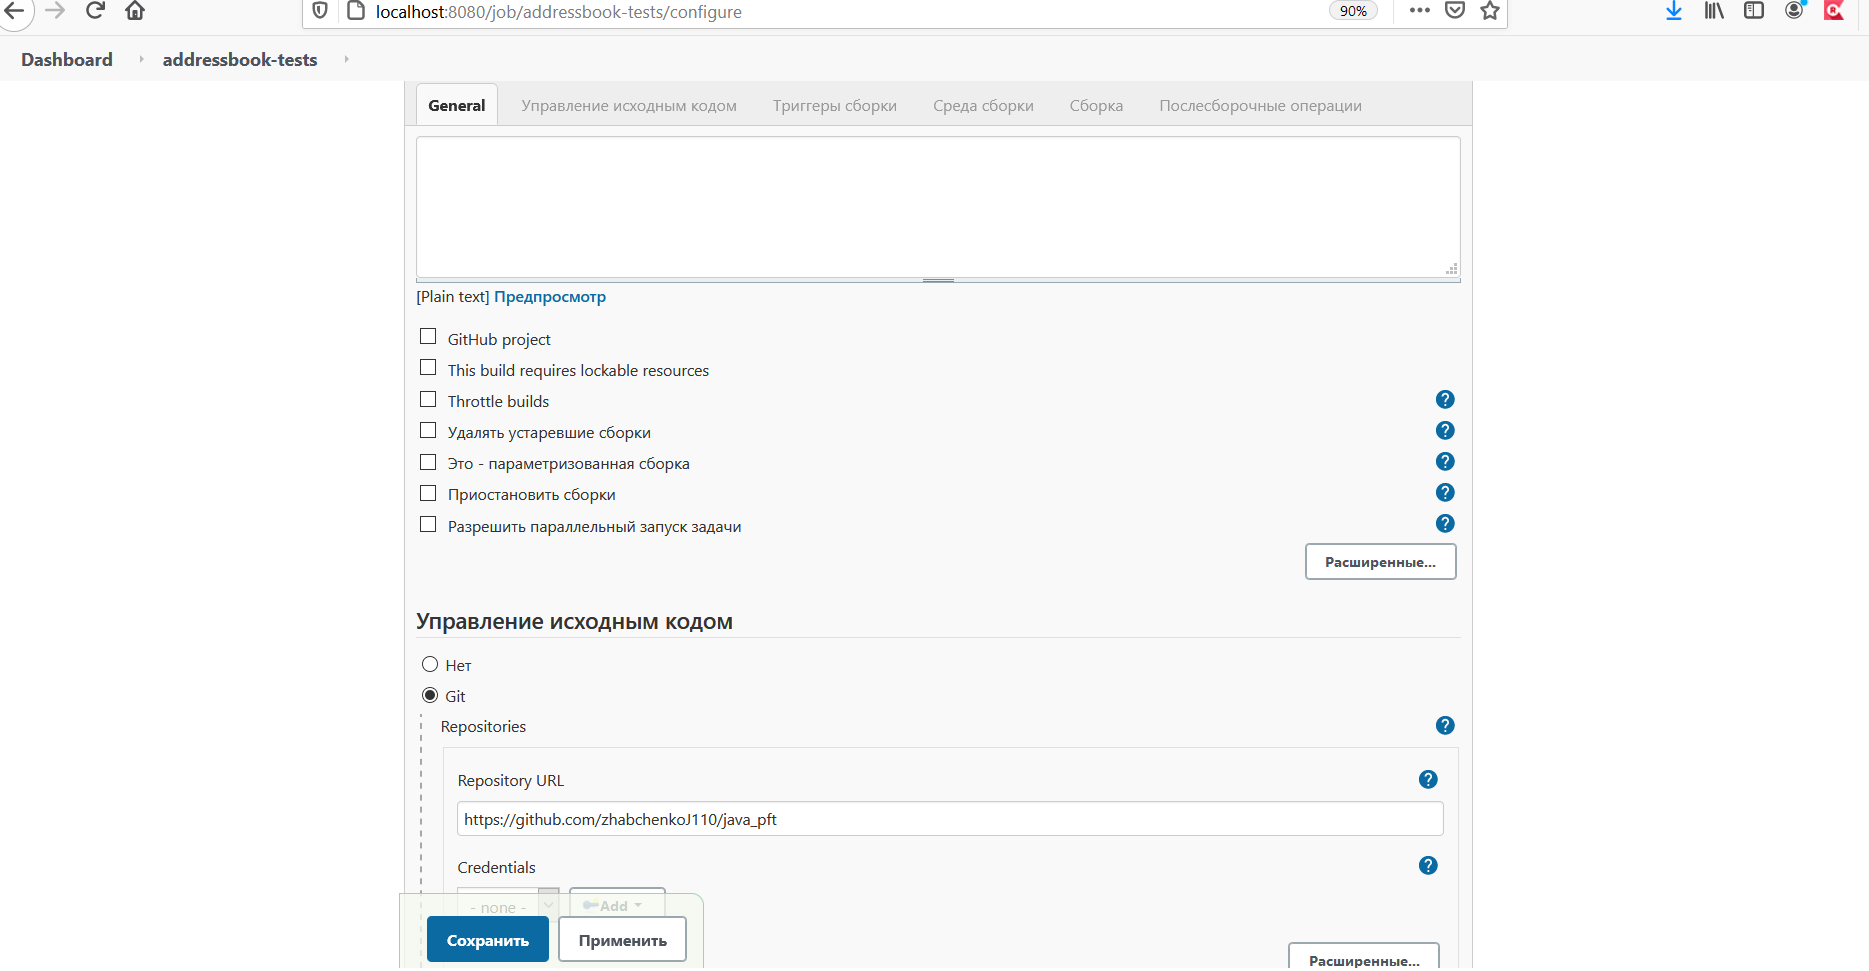 localhost:8080/job/addressbook-tests/configure
90%
Dashboard
addressbook-tests
General
Управление исходным кодом
Триггеры сборки
Среда сборки
Сборка
Послесборочные операции
[Plain text] Предпросмотр
GitHub project
This build requires lockable resources
Throttle builds
Удалять устаревшие сборки
Это - параметризованная сборка
Приостановить сборки
Разрешить параллельный запуск задачи
Расширенные...
Управление исходным кодом
Нет
Git
Repositories
Repository URL
https://github.com/zhabchenkoJ110/java_pft
Credentials
- none -
Add
Сохранить
Применить
Расширенные...